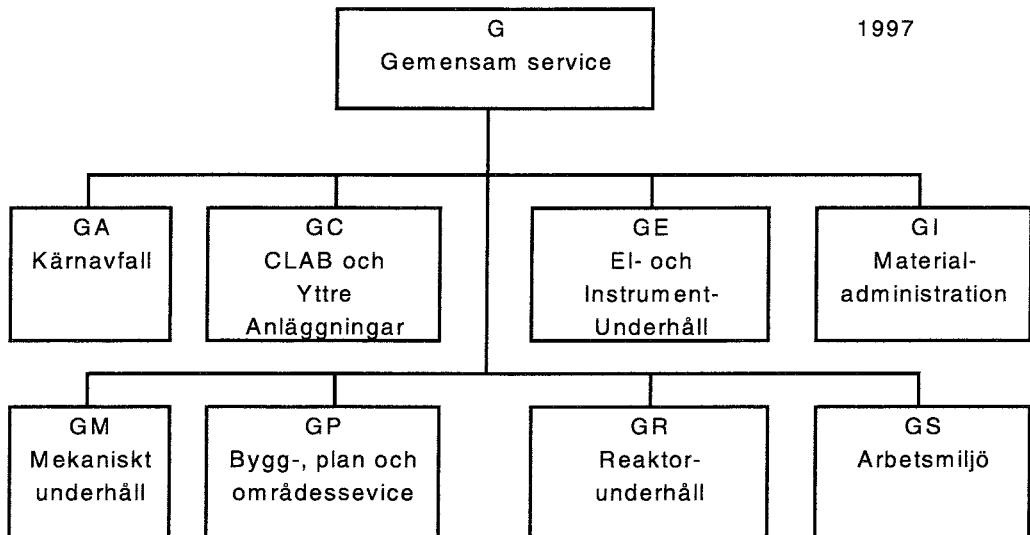 G
Gemensam service
1997
GA
Kärnavfall
GC
CLAB och
Yttre
Anläggningar
GE
El- och
Instrument-
Underhåll
GI
Material-
administration
GM
Mekaniskt
underhåll
GP
Bygg-, plan och
områdessevice
GR
Reaktor-
underhåll
GS
Arbetsmiljö